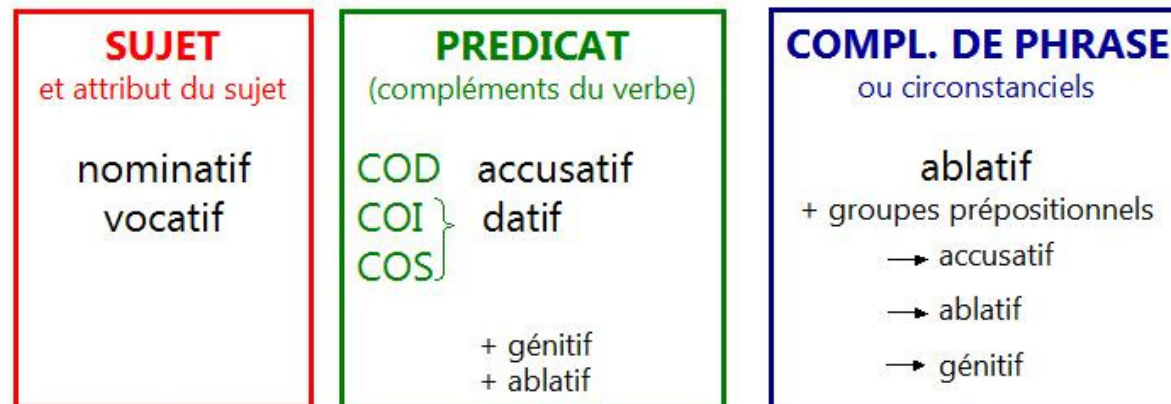 SUJET
et attribut du sujet
nominatif
vocatif
PREDICAT
(compléments du verbe)
COD accusatif
COI datif
COS
+ génitif
+ ablatif
COMPL. DE PHRASE
ou circonstanciels
ablatif
+ groupes prépositionnels
→ accusatif
→ ablatif
→ génitif